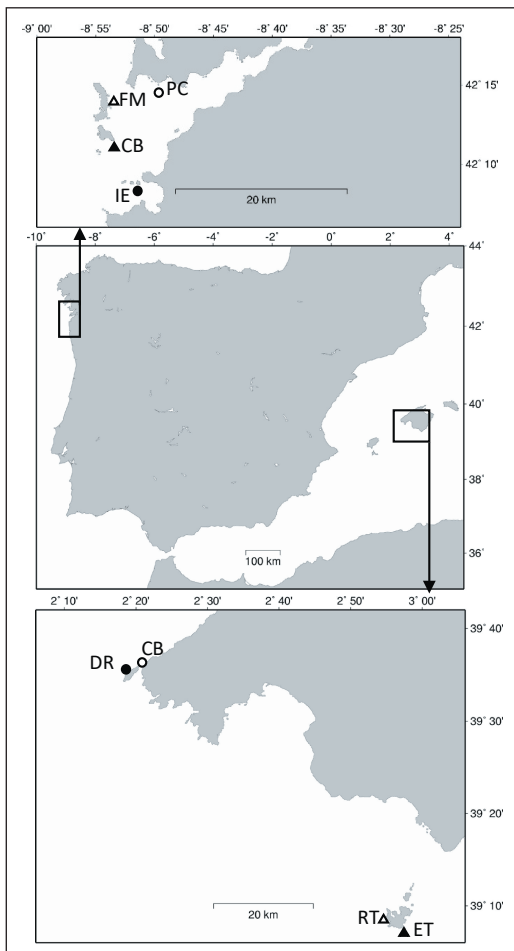 -9° 00' -8° 55' -8° 50' -8° 40' -8° 35' -8° 30' -8° 24'
42° 15'
PC
FM
CB
42° 10'
IE
20 km
-10° -8° -6° -4° -2° 0° 2° 4°
44°
42°
40°
38°
100 km
36°
2° 10' 2° 20' 2° 30' 2° 40' 2° 50' 3° 00'
39° 40'
CB
DR
39° 30'
39° 20'
39° 10'
20 km
RT
ET